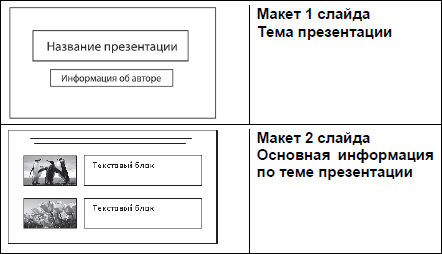 Название презентации
Информация об авторе
Макет 1 слайда
Тема презентации
Текстовый блок
Текстовый блок
Макет 2 слайда
Основная информация
по теме презентации